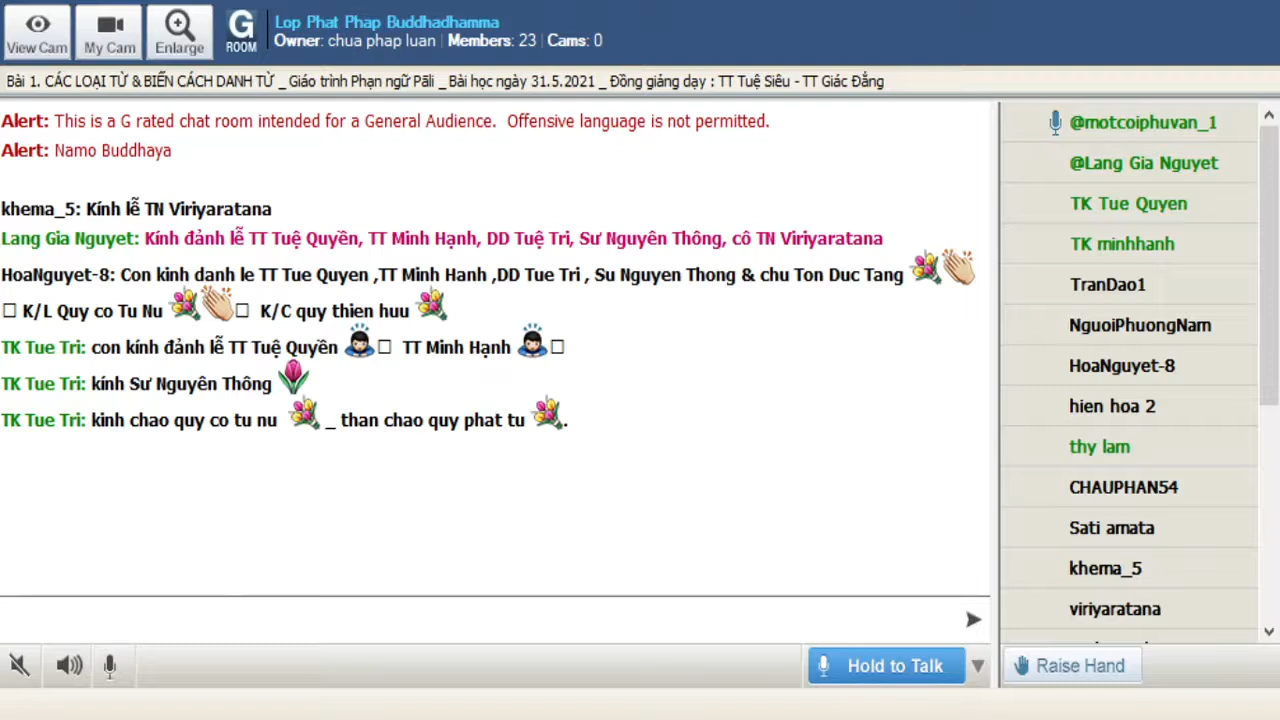 View Cam
My Cam
Enlarge
G
ROOM
Lop Phat Phap Buddhadhamma
Owner: chua phap luan | Members: 23 | Cams: 0
Bài 1. CÁC LOẠI TỪ & BIẾN CÁCH DANH TỪ _ Giáo trình Phạn ngữ Pāli _ Bài học ngày 31.5.2021 _ Đồng giảng dạy : TT Tuệ Siêu - TT Giác Đẳng
Alert: This is a G rated chat room intended for a General Audience. Offensive language is not permitted.
Alert: Namo Buddhaya
khema_5: Kính lễ TN Viriyaratana
Lang Gia Nguyet: Kính đảnh lễ TT Tuệ Quyền, TT Minh Hạnh, DD Tuệ Tri, Sư Nguyên Thông, cô TN Viriyaratana
HoaNguyet-8: Con kinh danh le TT Tue Quyen ,TT Minh Hanh ,DD Tue Tri , Su Nguyen Thong & chu Ton Duc Tang
K/L Quy co Tu Nu K/C quy thien huu
TK Tue Tri: con kính đảnh lễ TT Tuệ Quyền TT Minh Hạnh
TK Tue Tri: kính Sư Nguyên Thông
TK Tue Tri: kinh chao quy co tu nu _ than chao quy phat tu .
Hold to Talk
@motcoiphuvan_1
@Lang Gia Nguyet
TK Tue Quyen
TK minhhanh
TranDao1
NguoiPhuongNam
HoaNguyet-8
hien hoa 2
thy lam
CHAUPHAN54
Sati amata
khema_5
viriyaratana
Raise Hand